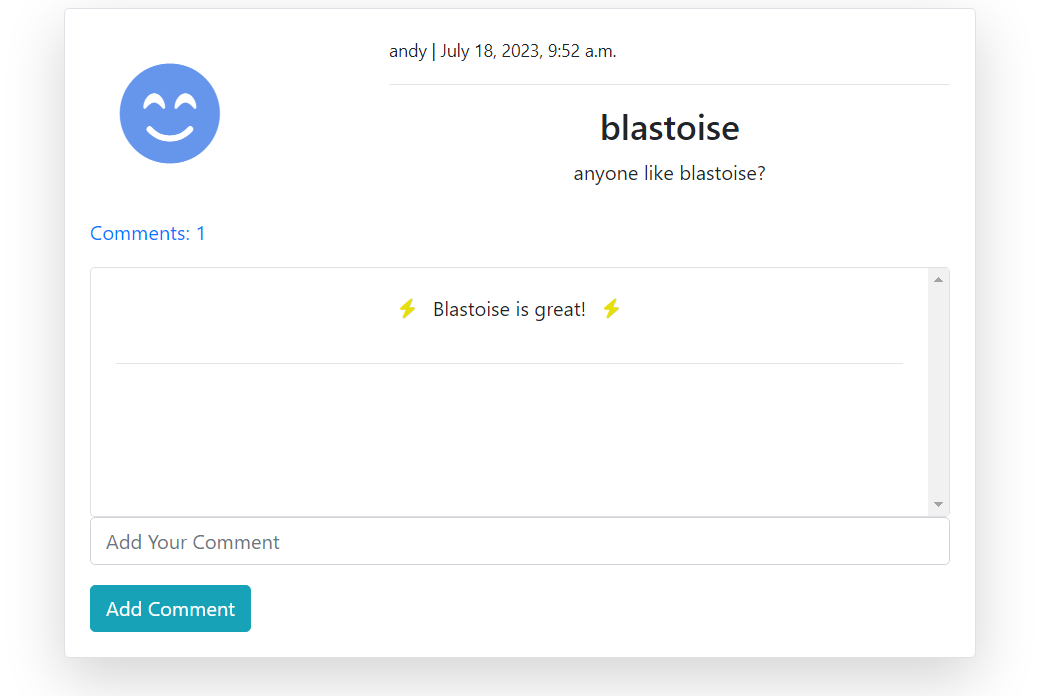 andy | July 18, 2023, 9:52 a.m.
blastoise
anyone like blastoise?
Comments: 1
Blastoise is great!
Add Your Comment
Add Comment